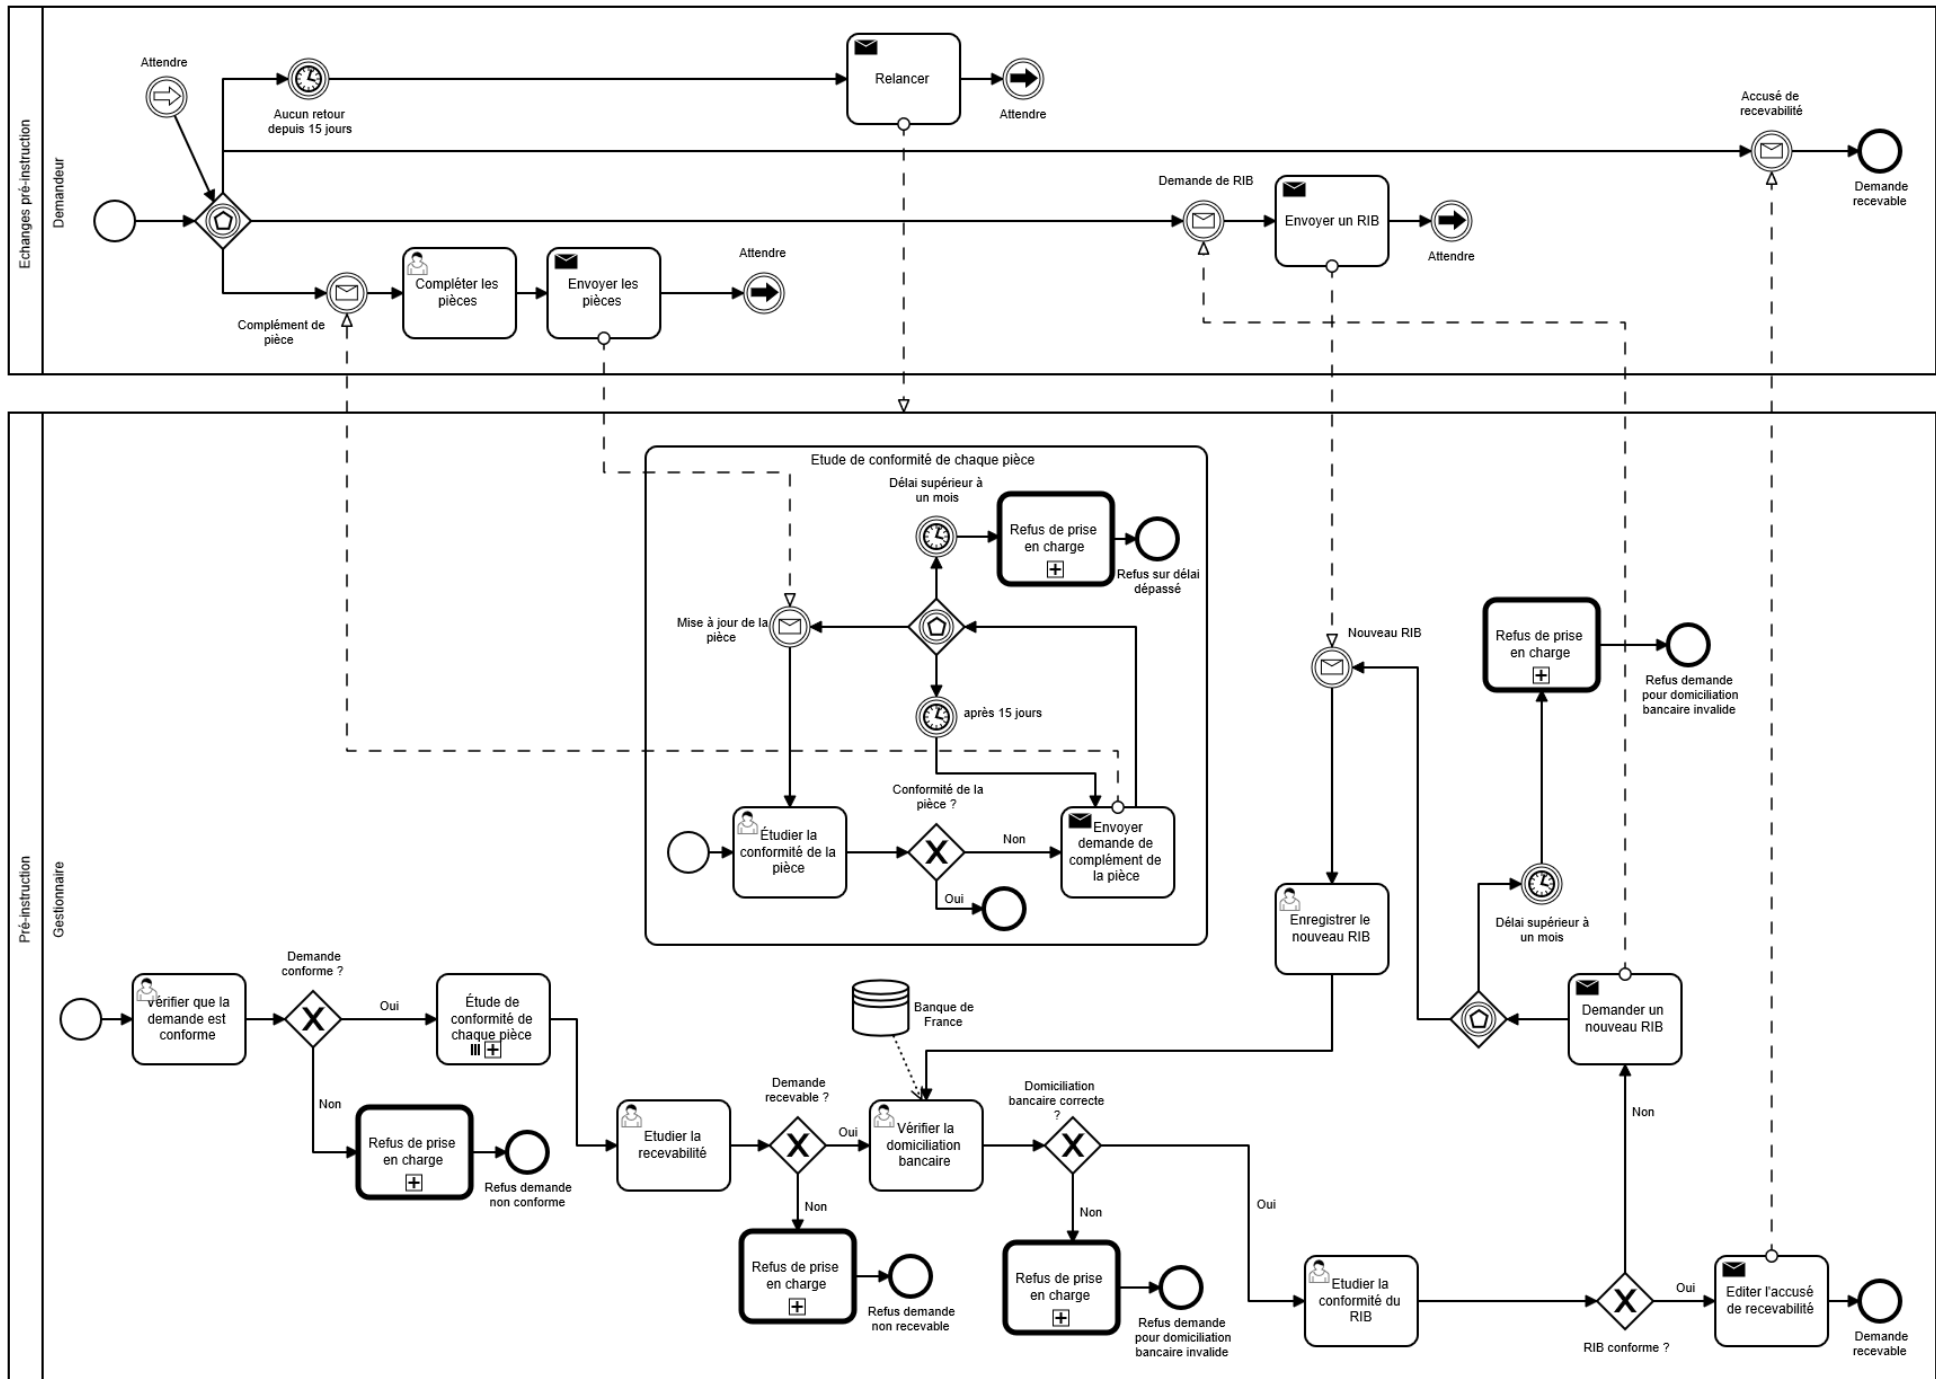 Echanges pré-instruction
Demandeur
Attendre
Aucun retour
depuis 15 jours
Relancer
Attendre
Accusé de
recevabilité
Demande
recevable
Demande de RIB
Envoyer un RIB
Attendre
Complément de
pièce
Compléter les
pièces
Envoyer les
pièces
Attendre
Pré-instruction
Gestionnaire
Etude de conformité de chaque pièce
Délai supérieur à
un mois
Refus de prise
en charge
Refus sur délai
dépassé
Mise à jour de la
pièce
après 15 jours
Conformité de la
pièce ?
Étudier la
conformité de la
pièce
Non
Oui
Envoyer
demande de
complément de
la pièce
Nouveau RIB
Refus de prise
en charge
Refus demande
pour domiciliation
bancaire invalide
Enregistrer le
nouveau RIB
Délai supérieur à
un mois
Demander un
nouveau RIB
Non
Vérifier que la
demande est
conforme
Demande
conforme ?
Oui
Non
Étude de
conformité de
chaque pièce
Refus de prise
en charge
Refus demande
non conforme
Banque de
France
Etudier la
recevabilité
Demande
recevable ?
Oui
Non
Refus de prise
en charge
Refus demande
non recevable
Vérifier la
domiciliation
bancaire
Domiciliation
bancaire correcte
?
Oui
Non
Refus de prise
en charge
Refus demande
pour domiciliation
bancaire invalide
Etudier la
conformité du
RIB
RIB conforme ?
Oui
Editer l'accusé
de recevabilité
Demande
recevable